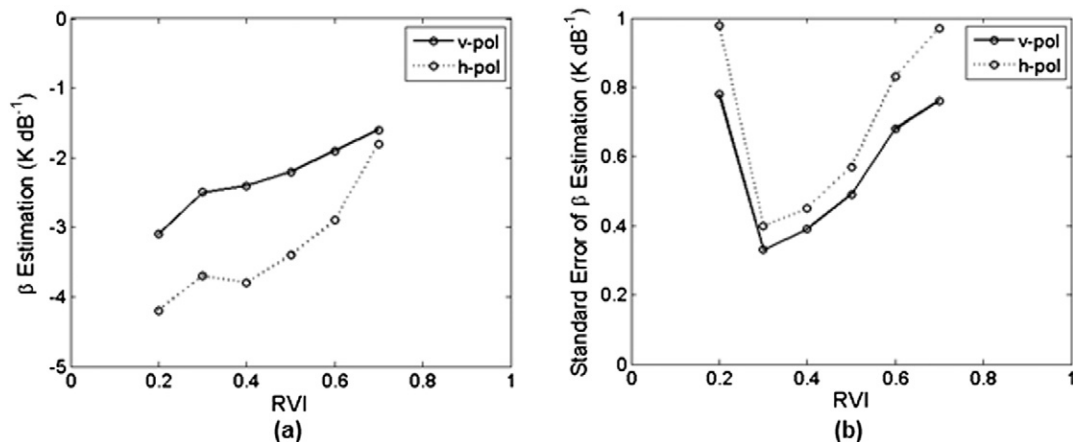 β Estimation (K dB⁻¹)
0
-1
-2
-3
-4
-5
0
0.2
0.4
0.6
0.8
1
RVI
v-pol
h-pol
(a)
Standard Error of β Estimation (K dB⁻¹)
1
0.8
0.6
0.4
0.2
0
0
0.2
0.4
0.6
0.8
1
RVI
v-pol
h-pol
(b)